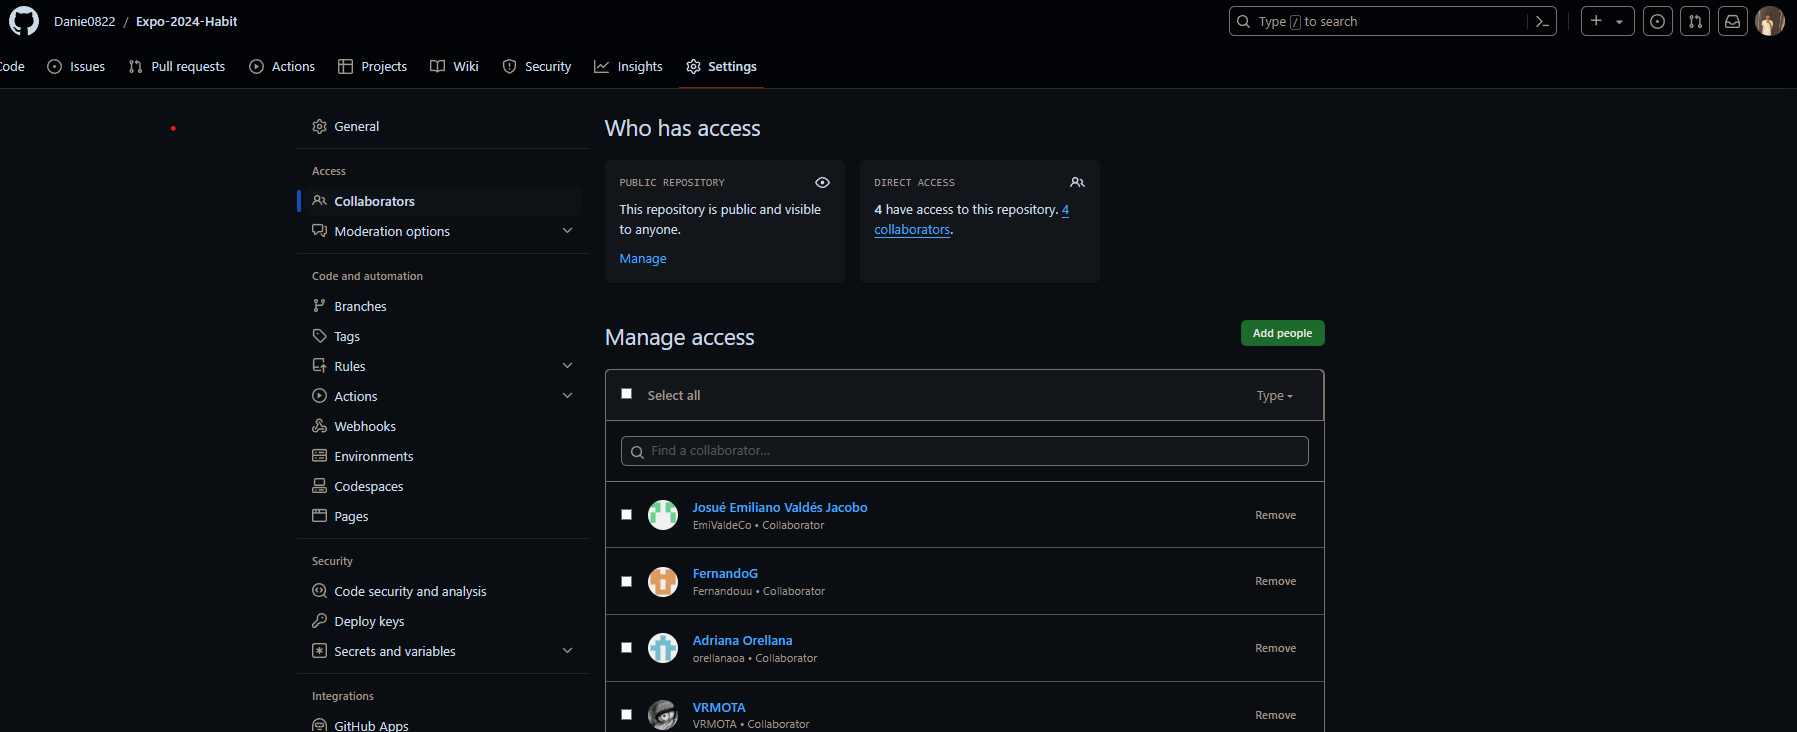 Danie0822 / Expo-2024-Habit
Type / to search
Code Issues Pull requests Actions Projects Wiki Security Insights Settings
General
Access
Collaborators
Moderation options
Code and automation
Branches
Tags
Rules
Actions
Webhooks
Environments
Codespaces
Pages
Security
Code security and analysis
Deploy keys
Secrets and variables
Integrations
GitHub Apps
Who has access
PUBLIC REPOSITORY
This repository is public and visible
to anyone.
Manage
DIRECT ACCESS
4 have access to this repository. 4
collaborators.
Manage access
Add people
Select all
Type
Find a collaborator...
Josué Emiliano Valdés Jacobo
EmiValdeCo • Collaborator
Remove
FernandoG
Fernandouu • Collaborator
Remove
Adriana Orellana
orellanaoa • Collaborator
Remove
VRMOTA
VRMOTA • Collaborator
Remove